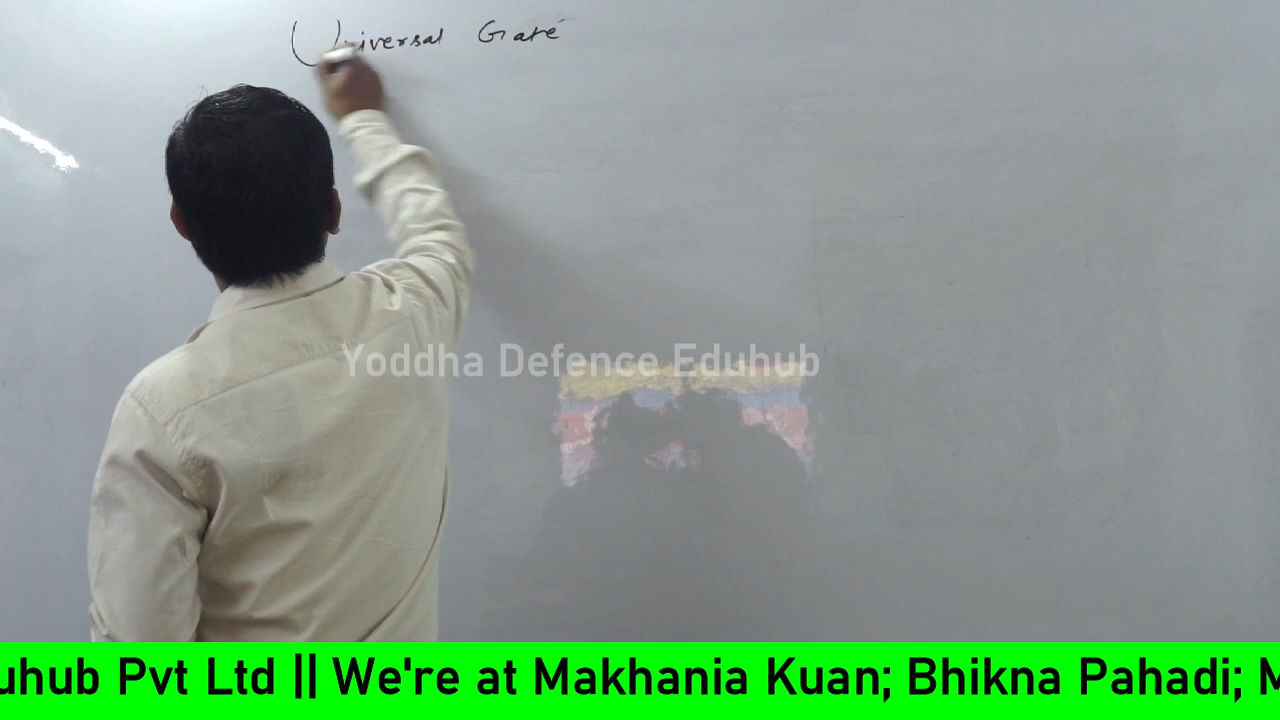 Universal Gate
Yoddha Defence Eduhub
uhub Pvt Ltd || We're at Makhania Kuan; Bhikna Pahadi; M